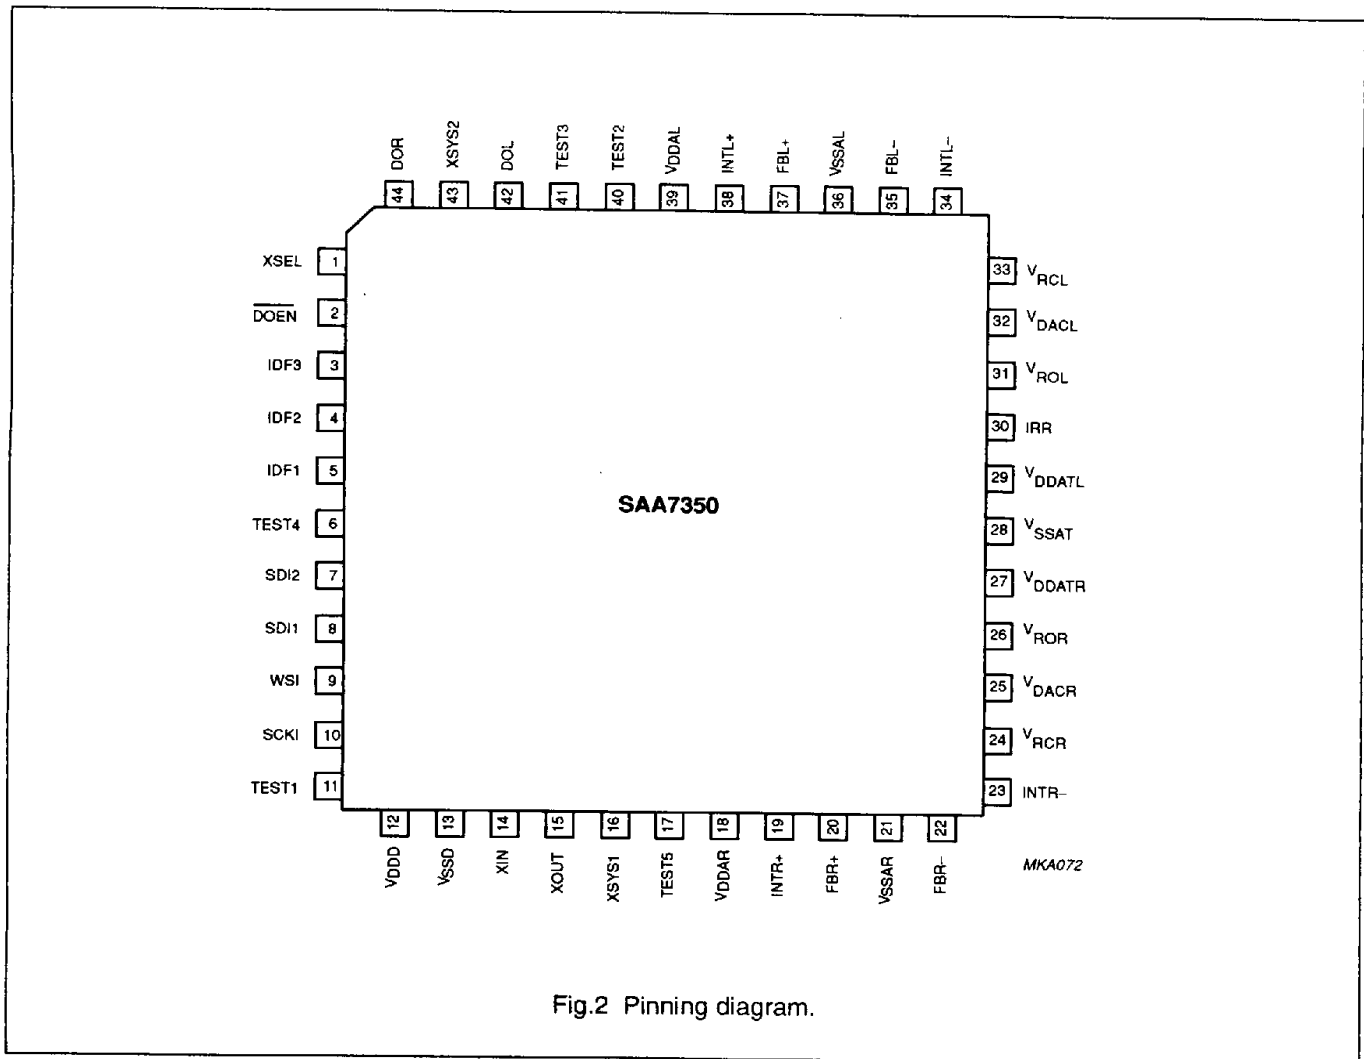 DOR XSYS2 DOL TEST3 TEST2 VDDAL INTL+ FBL+ VSSAL FBL− INTL−
44 43 42 41 40 39 38 37 36 35 34
XSEL 1
DOEN 2
IDF3 3
IDF2 4
IDF1 5
TEST4 6
SDI2 7
SDI1 8
WSI 9
SCKI 10
TEST1 11
SAA7350
33 VRCL
32 VDACL
31 VROL
30 IRR
29 VDDATL
28 VSSAT
27 VDDATR
26 VROR
25 VDACR
24 VRCR
23 INTR−
12 13 14 15 16 17 18 19 20 21 22
VDDD VSSD XIN XOUT XSYS1 TEST5 VDDAR INTR+ FBR+ VSSAR FBR−
MKA072
Fig.2 Pinning diagram.